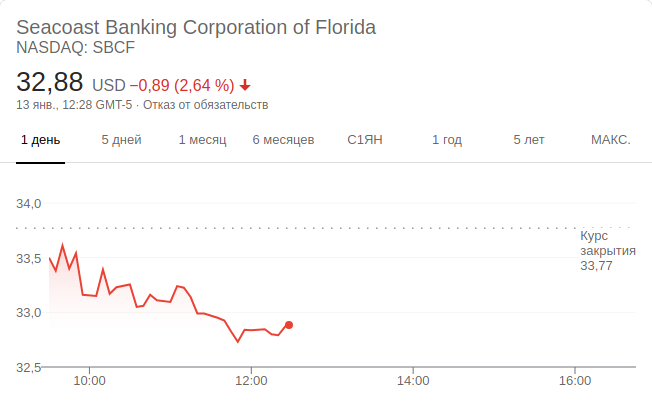 Seacoast Banking Corporation of Florida
NASDAQ: SBCF
32,88 USD −0,89 (2,64 %)
13 янв., 12:28 GMT-5 · Отказ от обязательств
1 день 5 дней 1 месяц 6 месяцев С1ЯН 1 год 5 лет МАКС.
34,0
Курс
закрытия
33,77
33,5
33,0
32,5
10:00 12:00 14:00 16:00